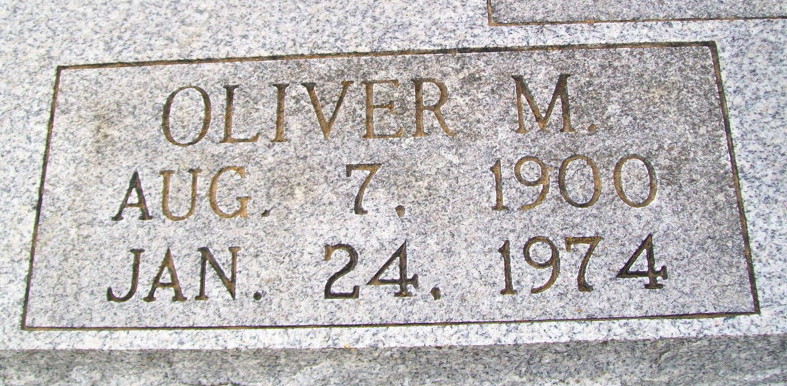 OLIVER M.
AUG. 7, 1900
JAN. 24, 1974